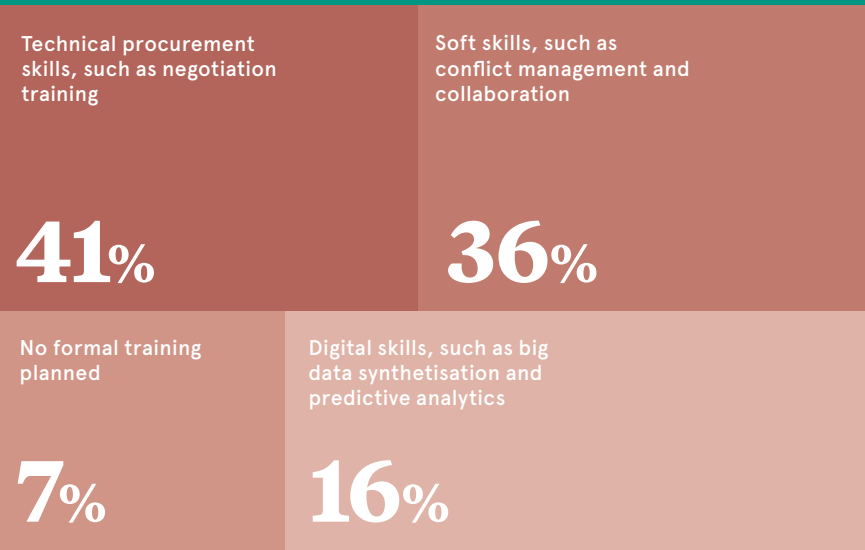 Technical procurement
skills, such as negotiation
training
41%
Soft skills, such as
conflict management and
collaboration
36%
No formal training
planned
7%
Digital skills, such as big
data synthetisation and
predictive analytics
16%